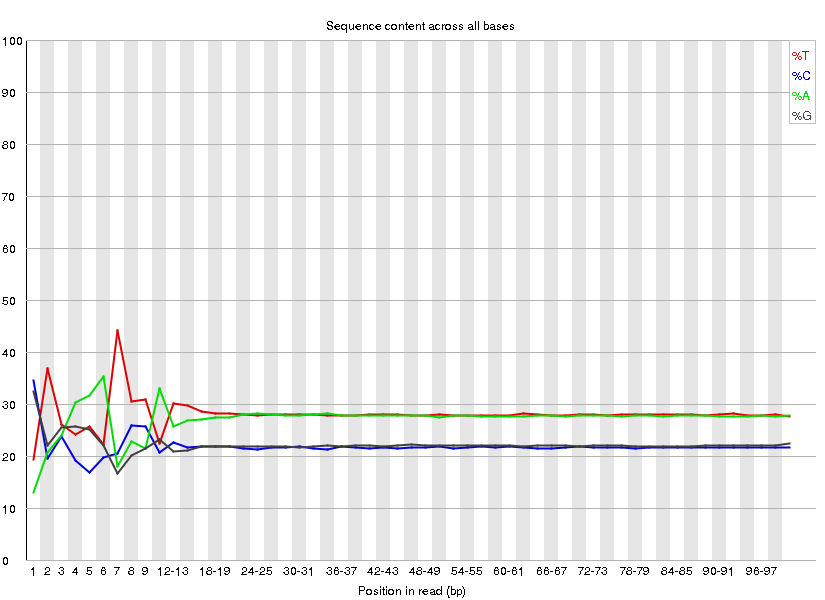 Sequence content across all bases
100
90
80
70
60
50
40
30
20
10
0
%T
%C
%A
%G
1 2 3 4 5 6 7 8 9 12-13 18-19 24-25 30-31 36-37 42-43 48-49 54-55 60-61 66-67 72-73 78-79 84-85 90-91 96-97
Position in read (bp)